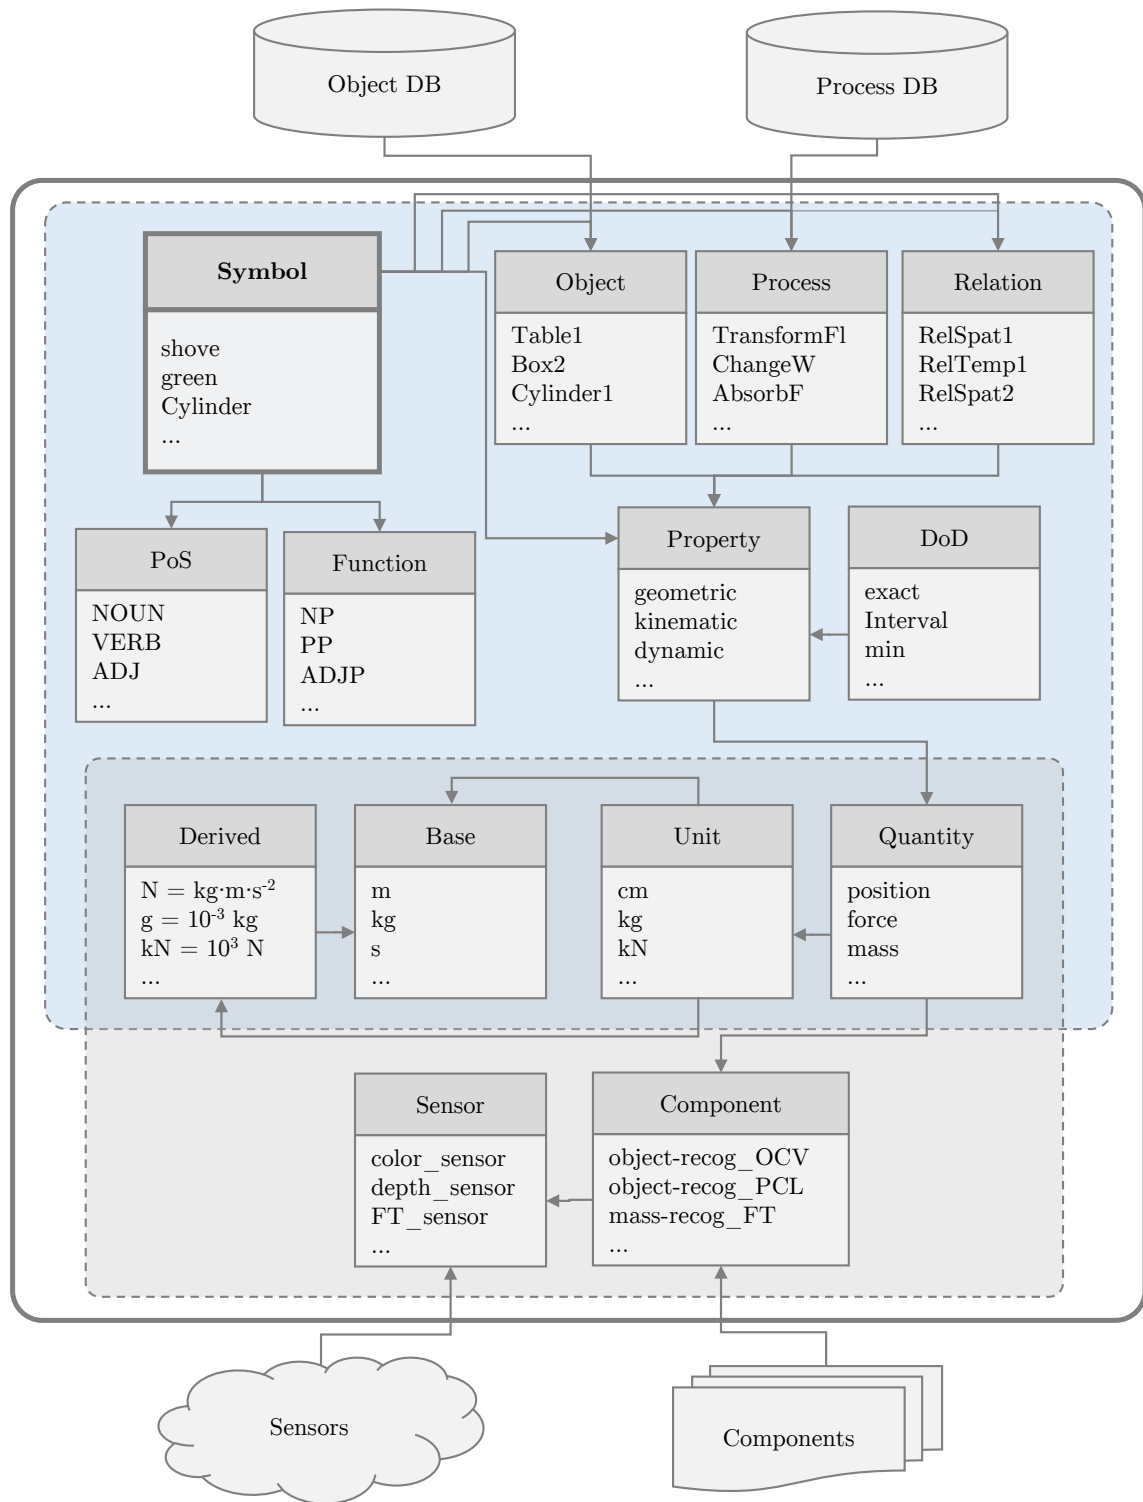 Object DB
Process DB
Symbol
shove
green
Cylinder
...
Object
Table1
Box2
Cylinder1
...
Process
TransformFl
ChangeW
AbsorbF
...
Relation
RelSpat1
RelTemp1
RelSpat2
...
PoS
NOUN
VERB
ADJ
...
Function
NP
PP
ADJP
...
Property
geometric
kinematic
dynamic
...
DoD
exact
Interval
min
...
Derived
N = kg·m·s⁻²
g = 10⁻³ kg
kN = 10³ N
...
Base
m
kg
s
...
Unit
cm
kg
kN
...
Quantity
position
force
mass
...
Sensor
color_sensor
depth_sensor
FT_sensor
...
Component
object-recog_OCV
object-recog_PCL
mass-recog_FT
...
Sensors
Components